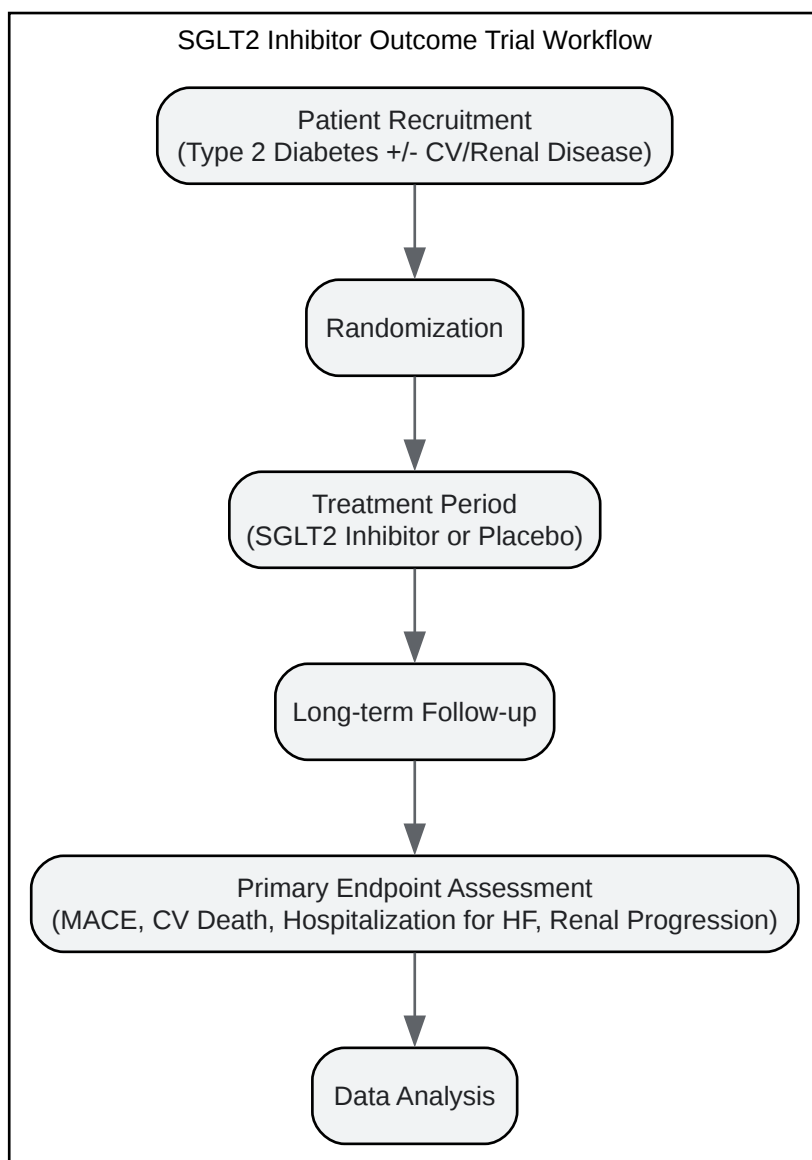 SGLT2 Inhibitor Outcome Trial Workflow
Patient Recruitment
(Type 2 Diabetes +/- CV/Renal Disease)
Randomization
Treatment Period
(SGLT2 Inhibitor or Placebo)
Long-term Follow-up
Primary Endpoint Assessment
(MACE, CV Death, Hospitalization for HF, Renal Progression)
Data Analysis